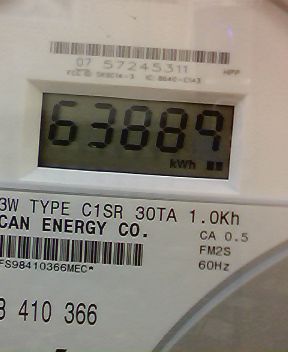 07 57245311
63889
kWh
3W TYPE C1SR 30TA 1.0Kh
CAN ENERGY CO.
CA 0.5
FM2S
FS98410366MEC*
60Hz
8 410 366